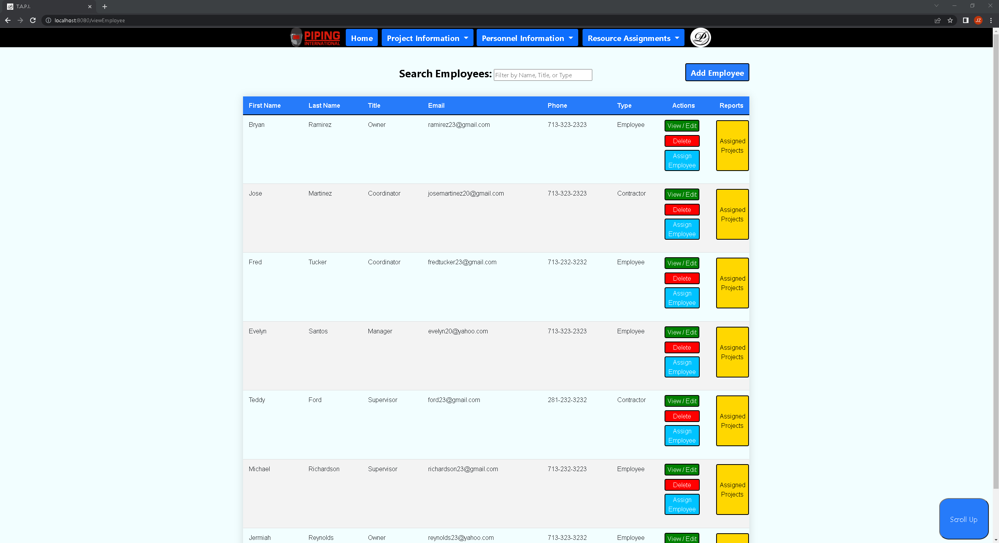 T.A.P.I.
localhost:8080/viewEmployee
JZ
PIPING
INTERNATIONAL
Home
Project Information
Personnel Information
Resource Assignments
Search Employees:
Filter by Name, Title, or Type
Add Employee
First Name Last Name Title Email Phone Type Actions Reports
Bryan Ramirez Owner ramirez23@gmail.com 713-323-2323 Employee View / Edit
Delete
Assign
Employee
Assigned
Projects
Jose Martinez Coordinator josemartinez20@gmail.com 713-323-2323 Contractor View / Edit
Delete
Assign
Employee
Assigned
Projects
Fred Tucker Coordinator fredtucker23@gmail.com 713-232-3232 Employee View / Edit
Delete
Assign
Employee
Assigned
Projects
Evelyn Santos Manager evelyn20@yahoo.com 713-323-2323 Employee View / Edit
Delete
Assign
Employee
Assigned
Projects
Teddy Ford Supervisor ford23@gmail.com 281-232-3232 Contractor View / Edit
Delete
Assign
Employee
Assigned
Projects
Michael Richardson Supervisor richardson23@gmail.com 713-232-3223 Employee View / Edit
Delete
Assign
Employee
Assigned
Projects
Jermiah Reynolds Owner reynolds23@yahoo.com 713-323-3232 Employee View / Edit
Scroll Up